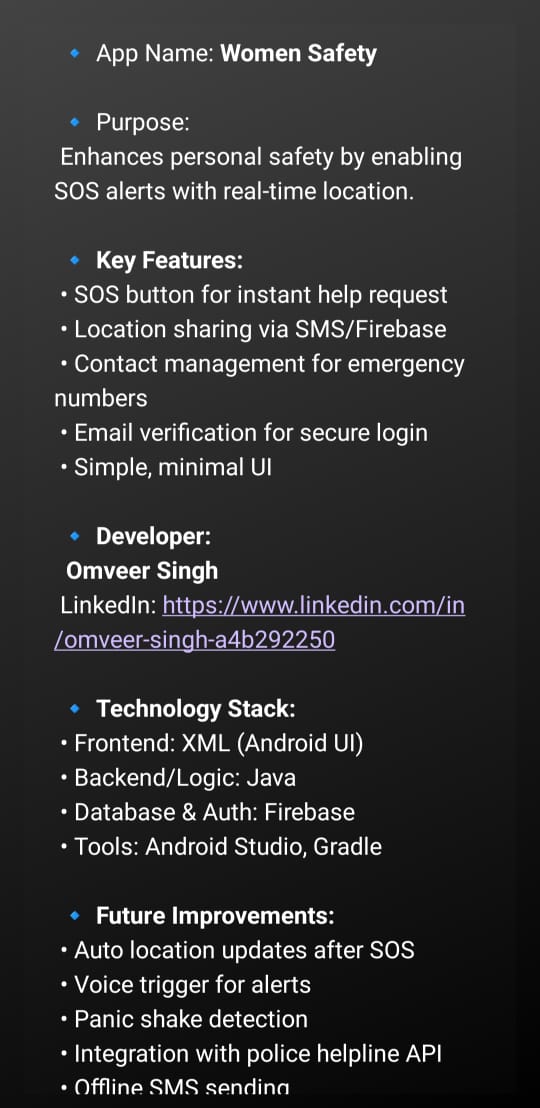 🔹 App Name: Women Safety
🔹 Purpose:
Enhances personal safety by enabling
SOS alerts with real-time location.
🔹 Key Features:
• SOS button for instant help request
• Location sharing via SMS/Firebase
• Contact management for emergency
numbers
• Email verification for secure login
• Simple, minimal UI
🔹 Developer:
Omveer Singh
LinkedIn: https://www.linkedin.com/in
/omveer-singh-a4b292250
🔹 Technology Stack:
• Frontend: XML (Android UI)
• Backend/Logic: Java
• Database & Auth: Firebase
• Tools: Android Studio, Gradle
🔹 Future Improvements:
• Auto location updates after SOS
• Voice trigger for alerts
• Panic shake detection
• Integration with police helpline API
• Offline SMS sending